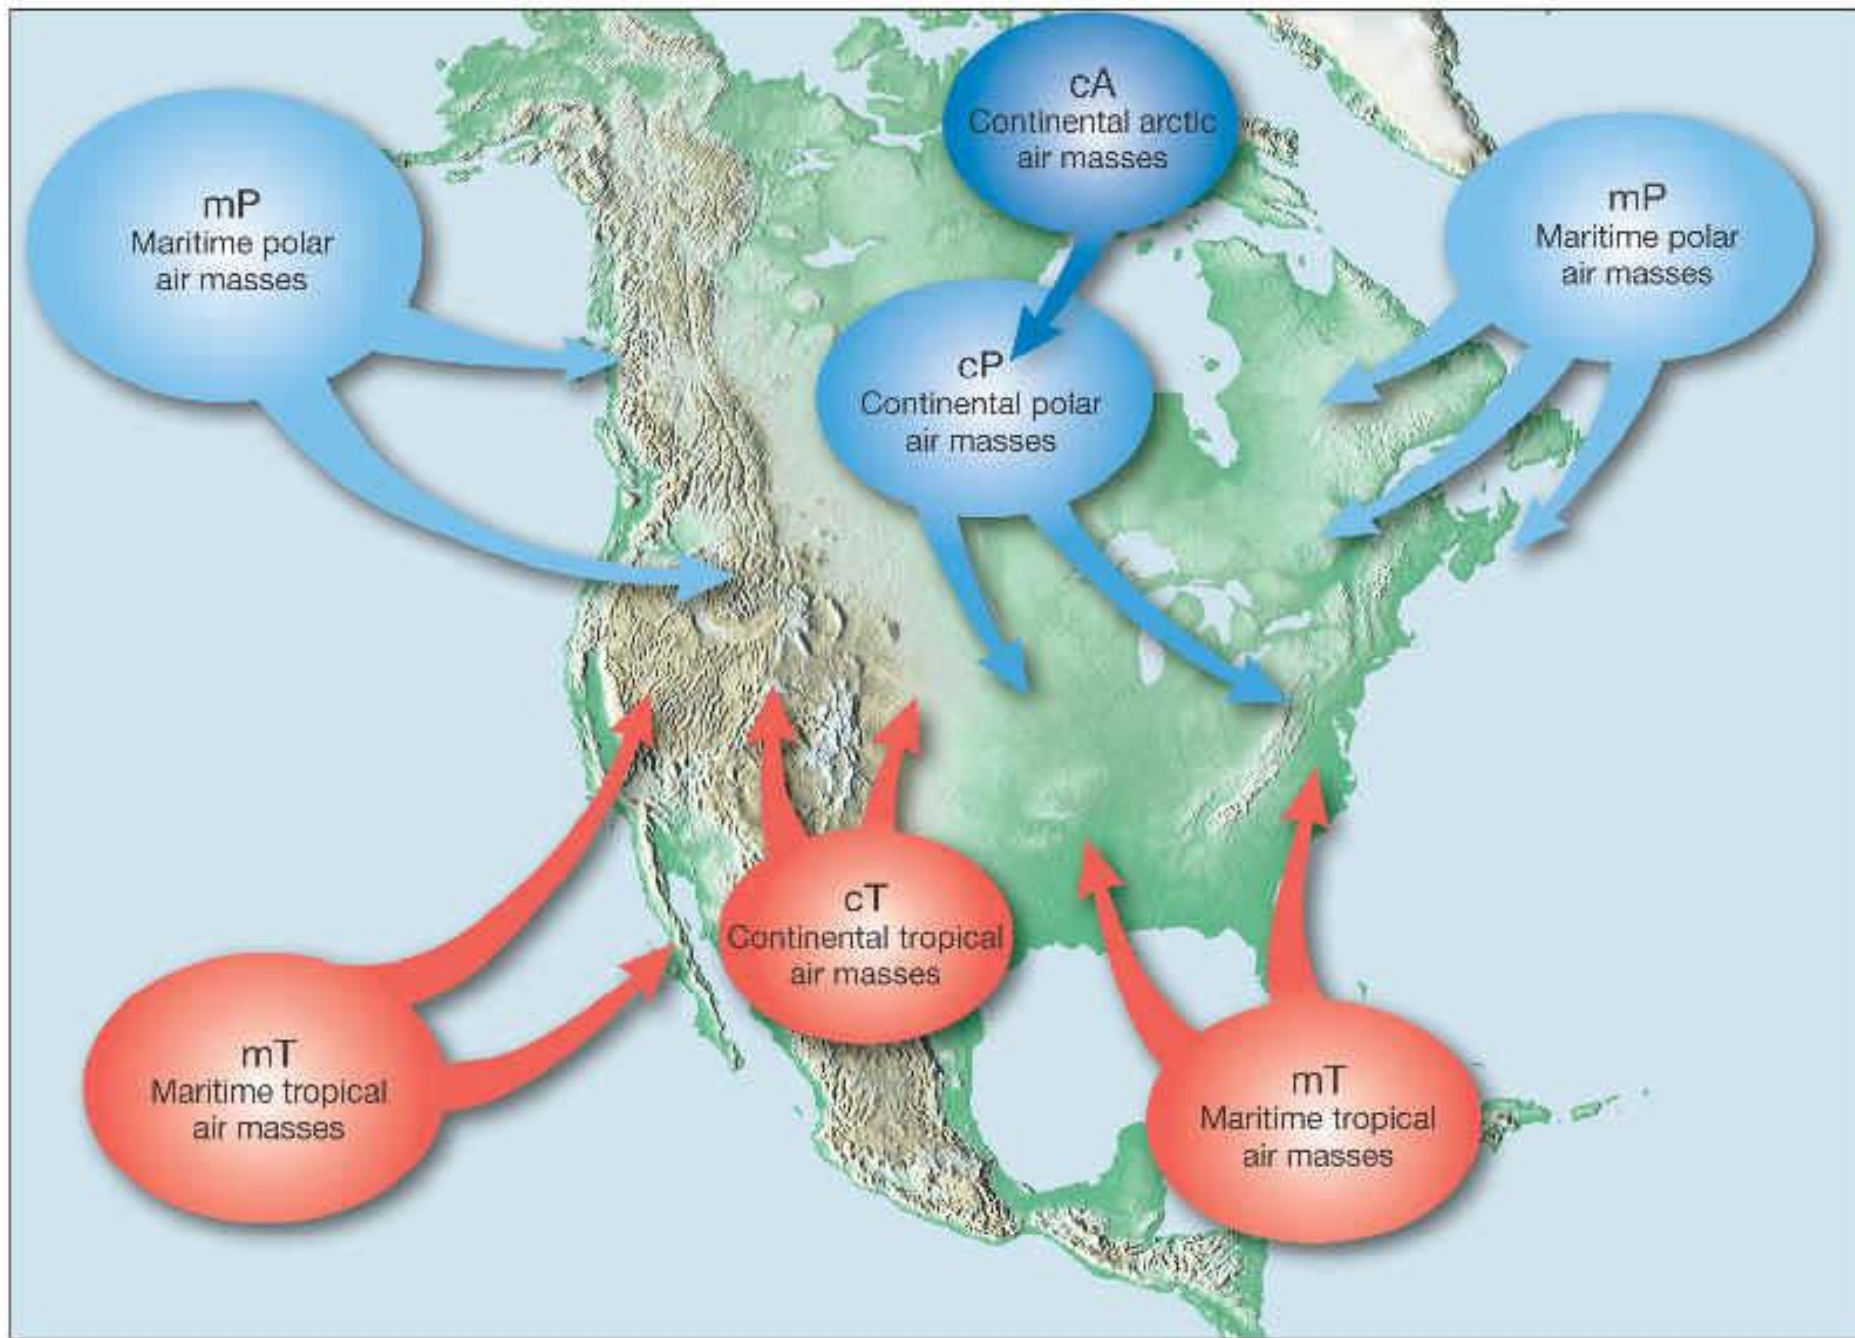 cA
Continental arctic
air masses
mP
Maritime polar
air masses
mP
Maritime polar
air masses
cP
Continental polar
air masses
cT
Continental tropical
air masses
mT
Maritime tropical
air masses
mT
Maritime tropical
air masses